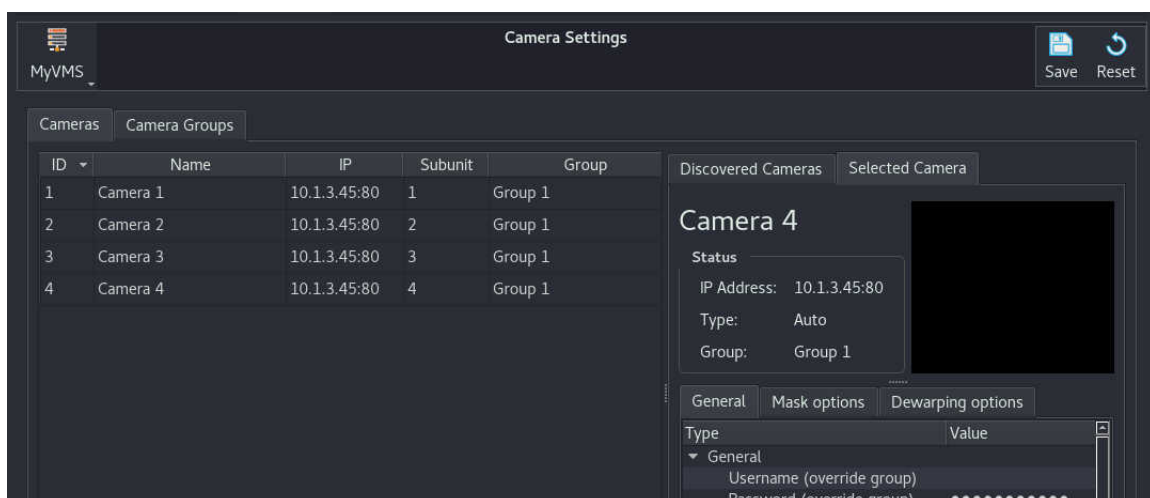 Camera Settings
MyVMS
Save Reset
Cameras Camera Groups
ID Name IP Subunit Group
1 Camera 1 10.1.3.45:80 1 Group 1
2 Camera 2 10.1.3.45:80 2 Group 1
3 Camera 3 10.1.3.45:80 3 Group 1
4 Camera 4 10.1.3.45:80 4 Group 1
Discovered Cameras Selected Camera
Camera 4
Status
IP Address: 10.1.3.45:80
Type: Auto
Group: Group 1
General Mask options Dewarping options
Type Value
General
Username (override group)
Password (override group) ●●●●●●●●●●●